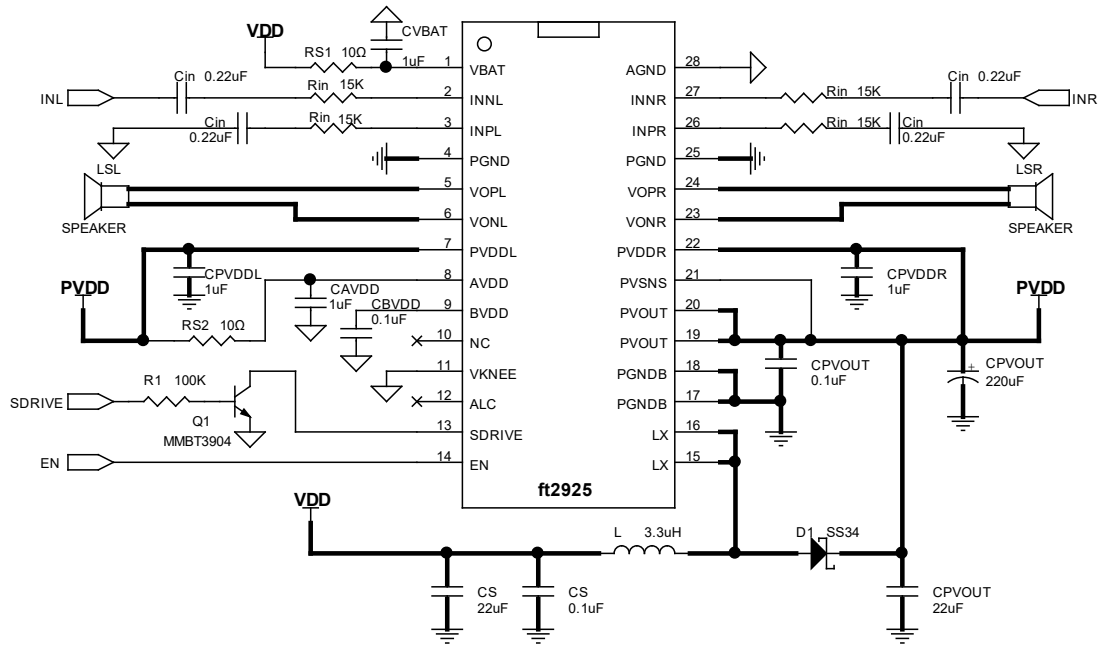 VDD
CVBAT
1uF
RS1 10Ω
Cin 0.22uF
Rin 15K
INL
Rin 15K
Cin
0.22uF
LSL
SPEAKER
CPVDDL
1uF
PVDD
RS2 10Ω
CAVDD
1uF
CBVDD
0.1uF
R1 100K
SDRIVE
Q1
MMBT3904
EN
1 VBAT
2 INNL
3 INPL
4 PGND
5 VOPL
6 VONL
7 PVDDL
8 AVDD
9 BVDD
10 NC
11 VKNEE
12 ALC
13 SDRIVE
14 EN
AGND 28
INNR 27
INPR 26
PGND 25
VOPR 24
VONR 23
PVDDR 22
PVSNS 21
PVOUT 20
PVOUT 19
PGNDB 18
PGNDB 17
LX 16
LX 15
ft2925
Cin 0.22uF
Rin 15K
INR
Rin 15K
Cin
0.22uF
LSR
SPEAKER
CPVDDR
1uF
PVDD
CPVOUT
0.1uF
+
CPVOUT
220uF
VDD
L 3.3uH
D1 SS34
CS
22uF
CS
0.1uF
CPVOUT
22uF